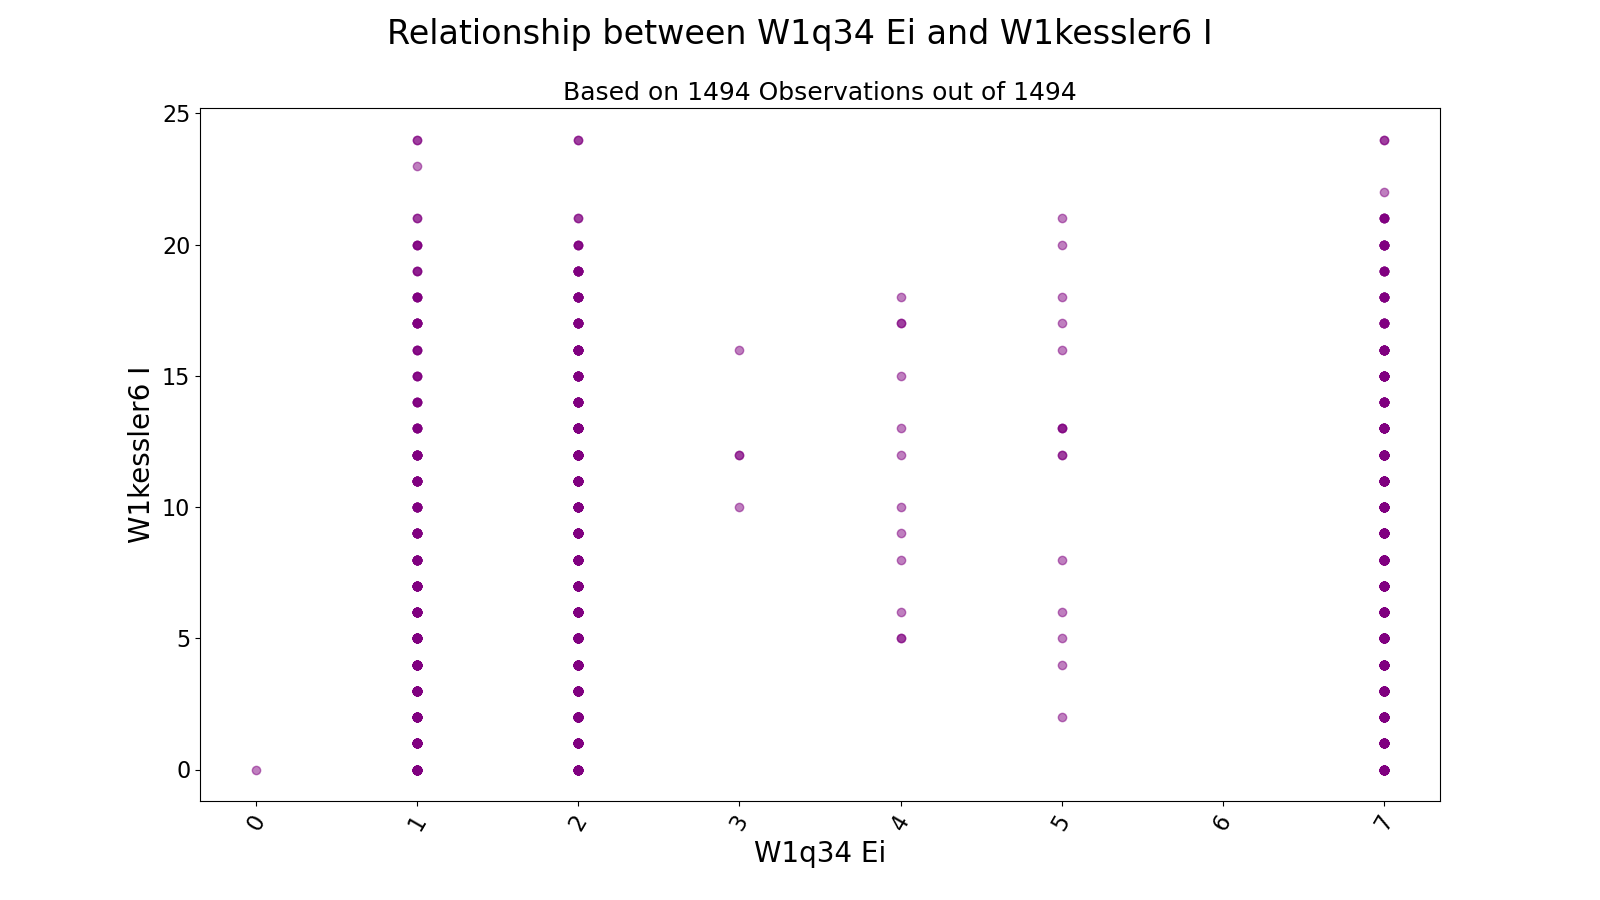 Relationship between W1q34 Ei and W1kessler6 I
Based on 1494 Observations out of 1494
25
20
15
10
5
0
W1kessler6 I
0 1 2 3 4 5 6 7
W1q34 Ei